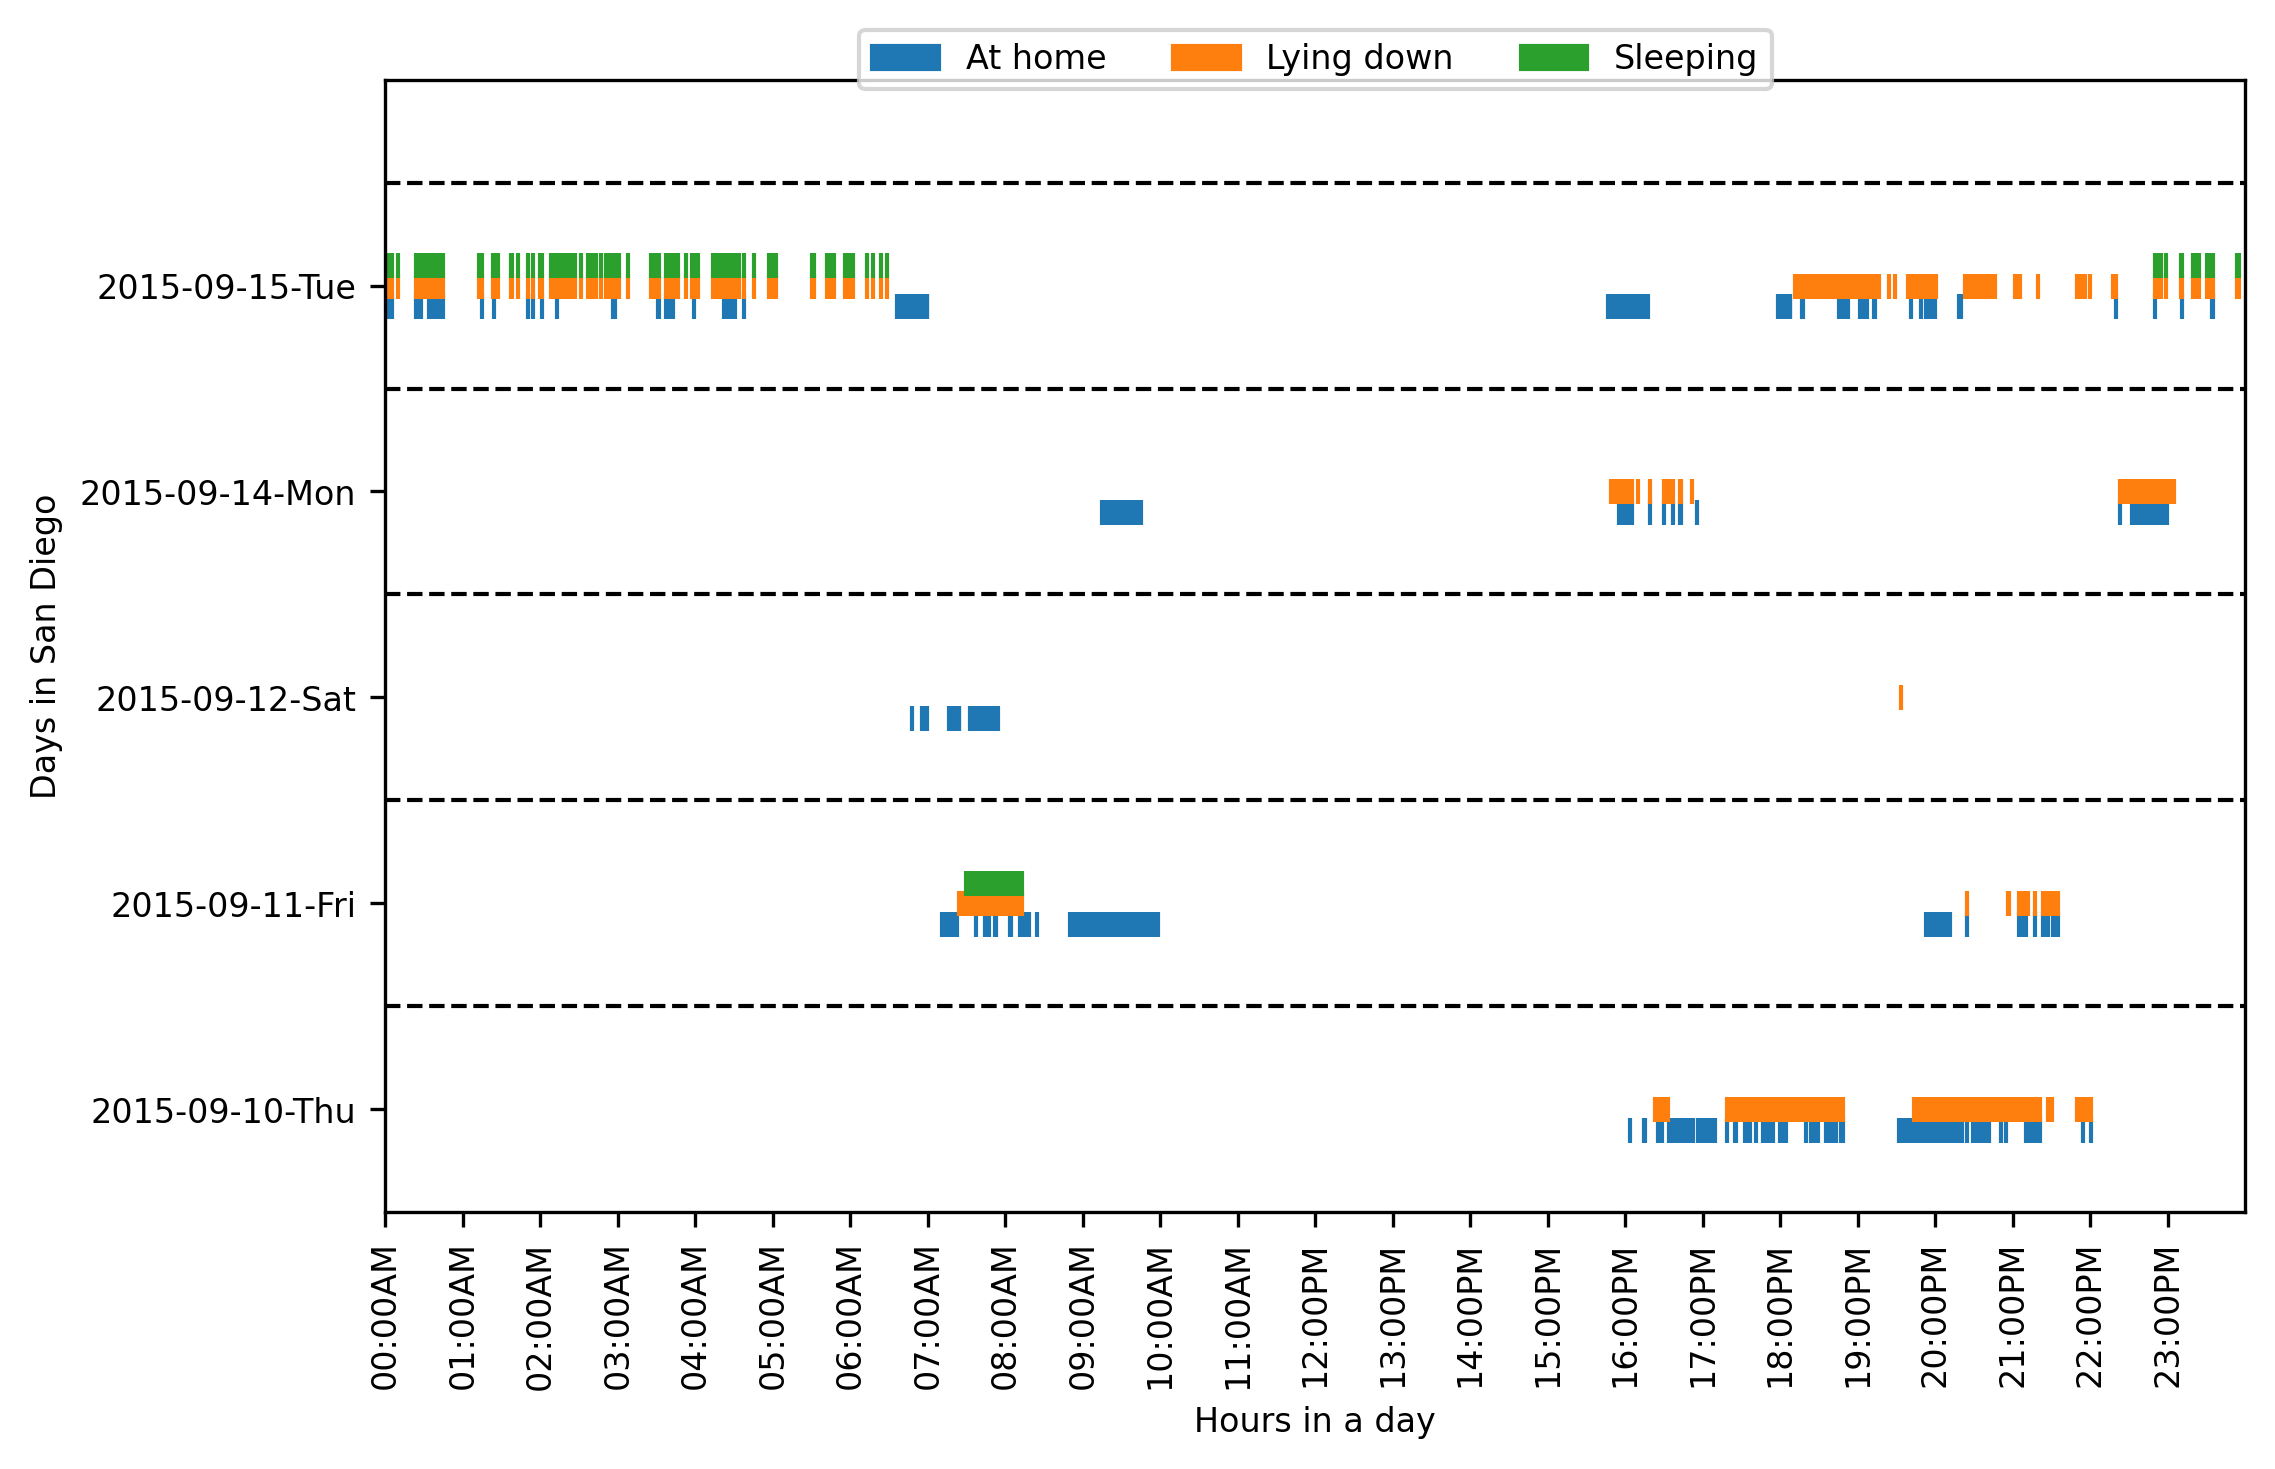 At home Lying down Sleeping
2015-09-15-Tue
2015-09-14-Mon
2015-09-12-Sat
2015-09-11-Fri
2015-09-10-Thu
Days in San Diego
00:00AM
01:00AM
02:00AM
03:00AM
04:00AM
05:00AM
06:00AM
07:00AM
08:00AM
09:00AM
10:00AM
11:00AM
12:00PM
13:00PM
14:00PM
15:00PM
16:00PM
17:00PM
18:00PM
19:00PM
20:00PM
21:00PM
22:00PM
23:00PM
Hours in a day